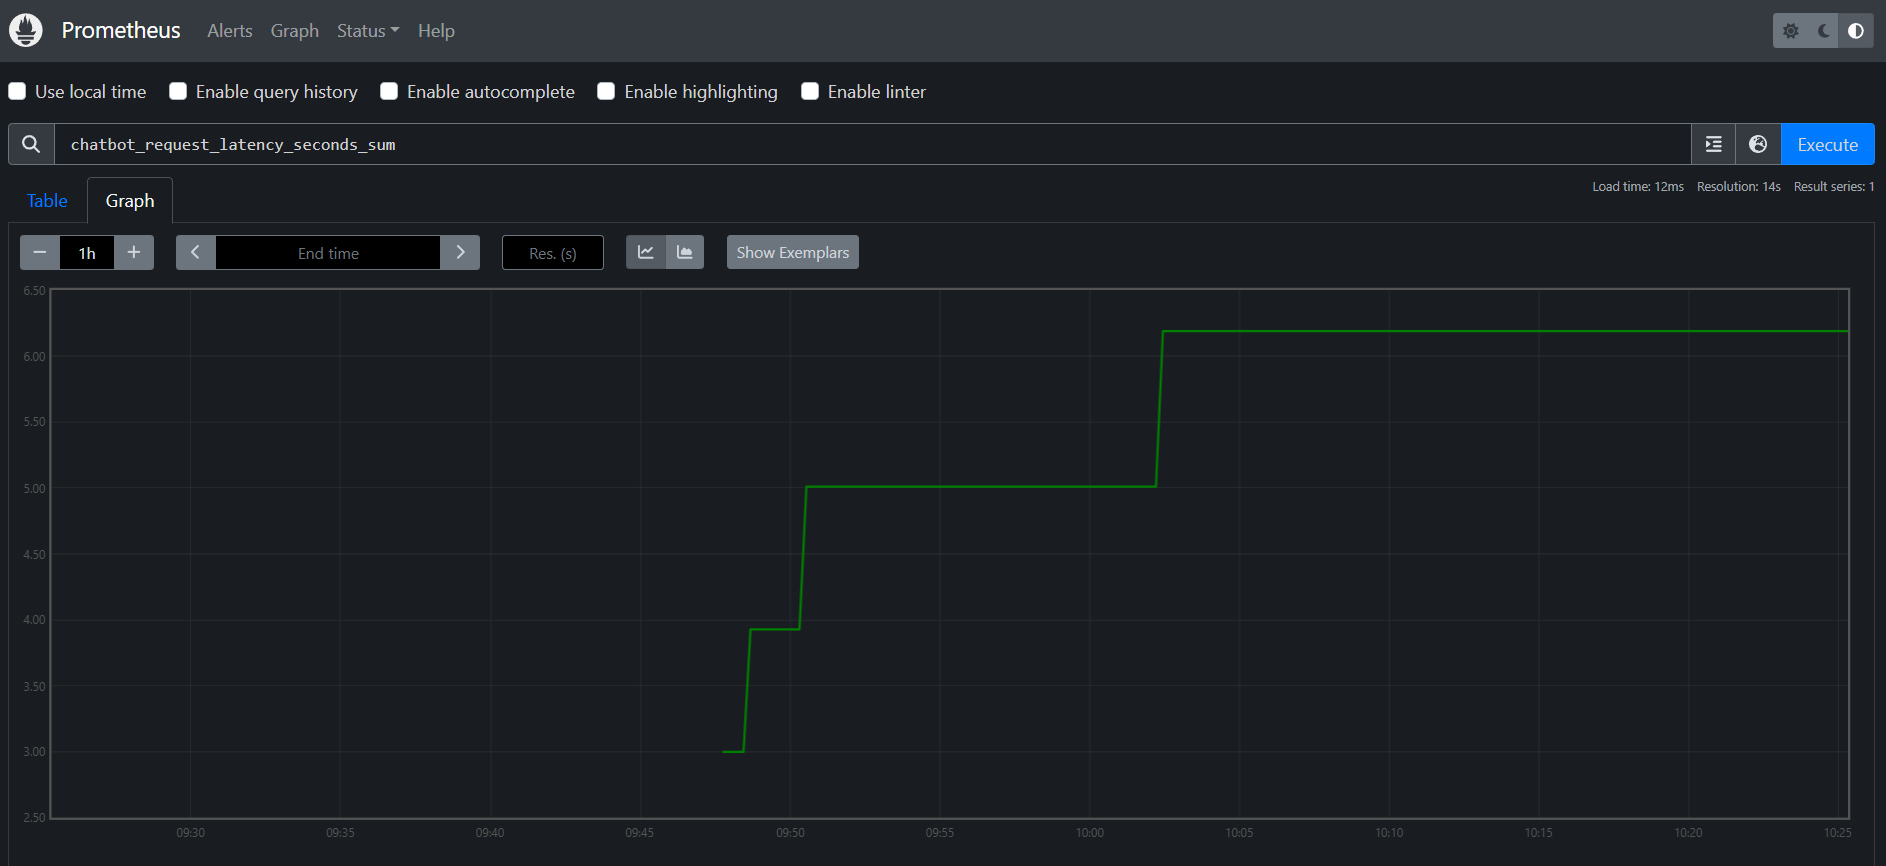 Prometheus Alerts Graph Status Help
Use local time Enable query history Enable autocomplete Enable highlighting Enable linter
chatbot_request_latency_seconds_sum Execute
Load time: 12ms Resolution: 14s Result series: 1
Table Graph
1h End time Res. (s) Show Exemplars
6.50
6.00
5.50
5.00
4.50
4.00
3.50
3.00
2.50
09:30 09:35 09:40 09:45 09:50 09:55 10:00 10:05 10:10 10:15 10:20 10:25